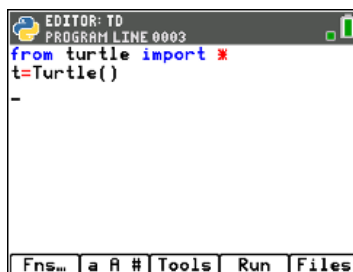 EDITOR: TD
PROGRAM LINE 0003
from turtle import *
t=Turtle()
_
Fns… a A # Tools Run Files